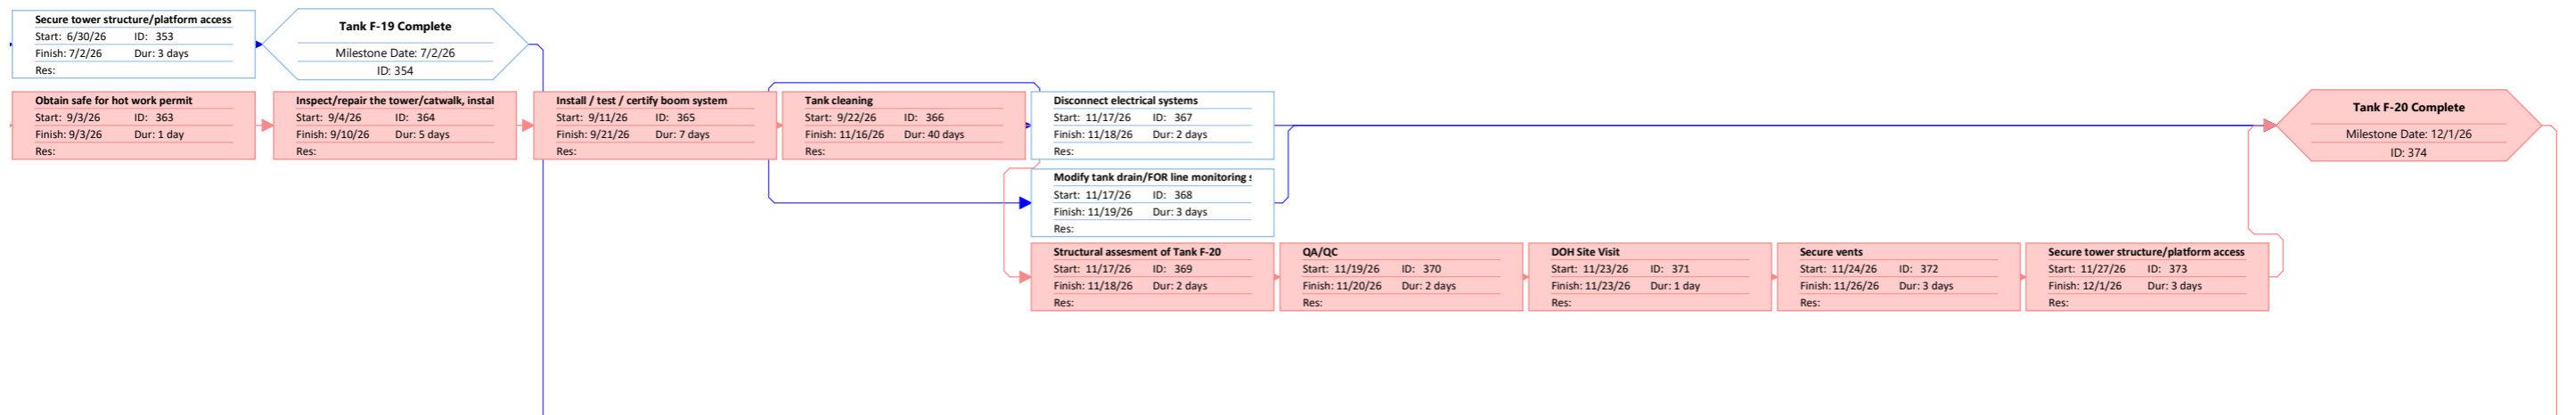 Secure tower structure/platform access
Start: 6/30/26 ID: 353
Finish: 7/2/26 Dur: 3 days
Res:
Tank F-19 Complete
Milestone Date: 7/2/26
ID: 354
Obtain safe for hot work permit
Start: 9/3/26 ID: 363
Finish: 9/3/26 Dur: 1 day
Res:
Inspect/repair the tower/catwalk, instal
Start: 9/4/26 ID: 364
Finish: 9/10/26 Dur: 5 days
Res:
Install / test / certify boom system
Start: 9/11/26 ID: 365
Finish: 9/21/26 Dur: 7 days
Res:
Tank cleaning
Start: 9/22/26 ID: 366
Finish: 11/16/26 Dur: 40 days
Res:
Disconnect electrical systems
Start: 11/17/26 ID: 367
Finish: 11/18/26 Dur: 2 days
Res:
Tank F-20 Complete
Milestone Date: 12/1/26
ID: 374
Modify tank drain/FOR line monitoring s
Start: 11/17/26 ID: 368
Finish: 11/19/26 Dur: 3 days
Res:
Structural assesment of Tank F-20
Start: 11/17/26 ID: 369
Finish: 11/18/26 Dur: 2 days
Res:
QA/QC
Start: 11/19/26 ID: 370
Finish: 11/20/26 Dur: 2 days
Res:
DOH Site Visit
Start: 11/23/26 ID: 371
Finish: 11/23/26 Dur: 1 day
Res:
Secure vents
Start: 11/24/26 ID: 372
Finish: 11/26/26 Dur: 3 days
Res:
Secure tower structure/platform access
Start: 11/27/26 ID: 373
Finish: 12/1/26 Dur: 3 days
Res: